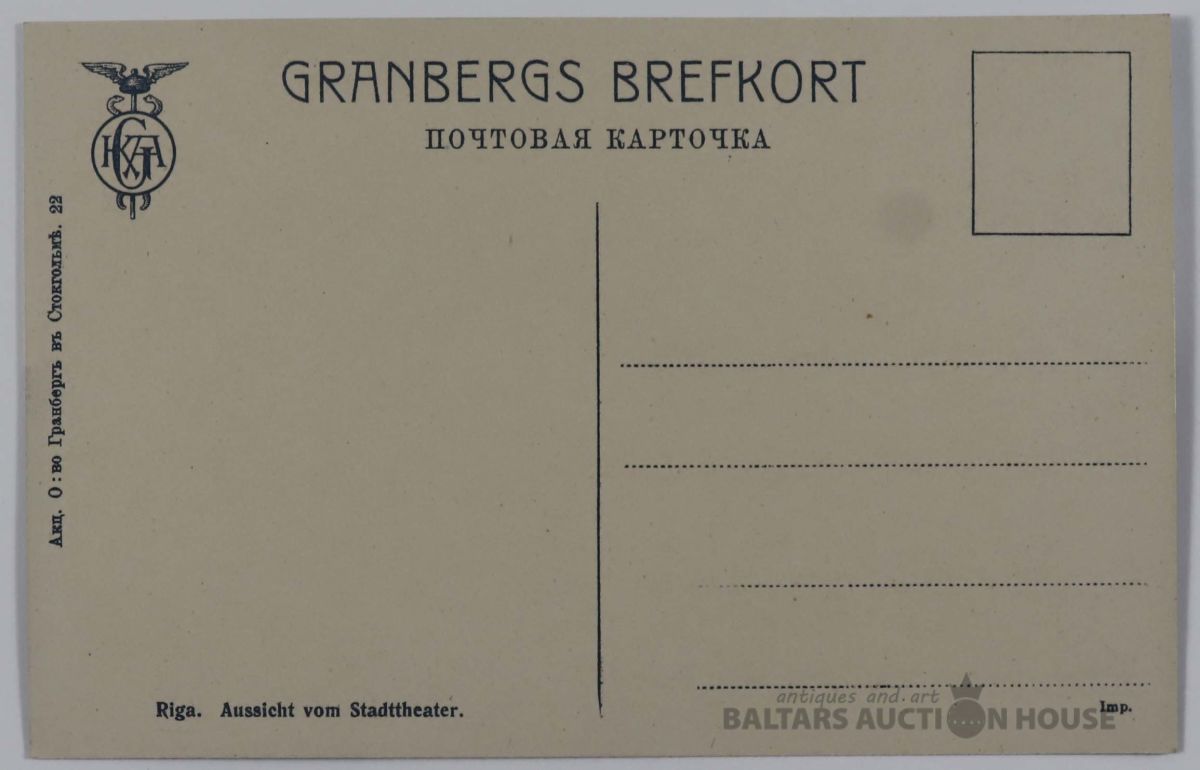 GRANBERGS BREFKORT
ПОЧТОВАЯ КАРТОЧКА
HKGA
Акц. О:во Гранбергъ въ Стокгольмѣ. 22
Riga. Aussicht vom Stadttheater.
Imp.
antiques and art
BALTARS AUCTION HOUSE